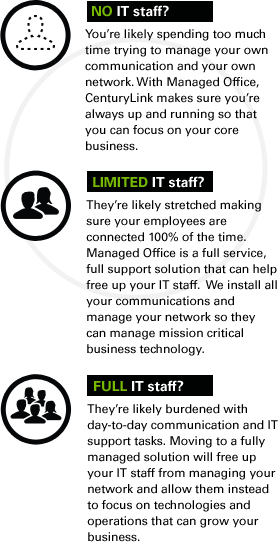 NO IT staff?
You're likely spending too much
time trying to manage your own
communication and your own
network. With Managed Office,
CenturyLink makes sure you're
always up and running so that
you can focus on your core
business.
LIMITED IT staff?
They're likely stretched making
sure your employees are
connected 100% of the time.
Managed Office is a full service,
full support solution that can help
free up your IT staff.  We install all
your communications and
manage your network so they
can manage mission critical
business technology.
FULL IT staff?
They're likely burdened with
day-to-day communication and IT
support tasks. Moving to a fully
managed solution will free up
your IT staff from managing your
network and allow them instead
to focus on technologies and
operations that can grow your
business.